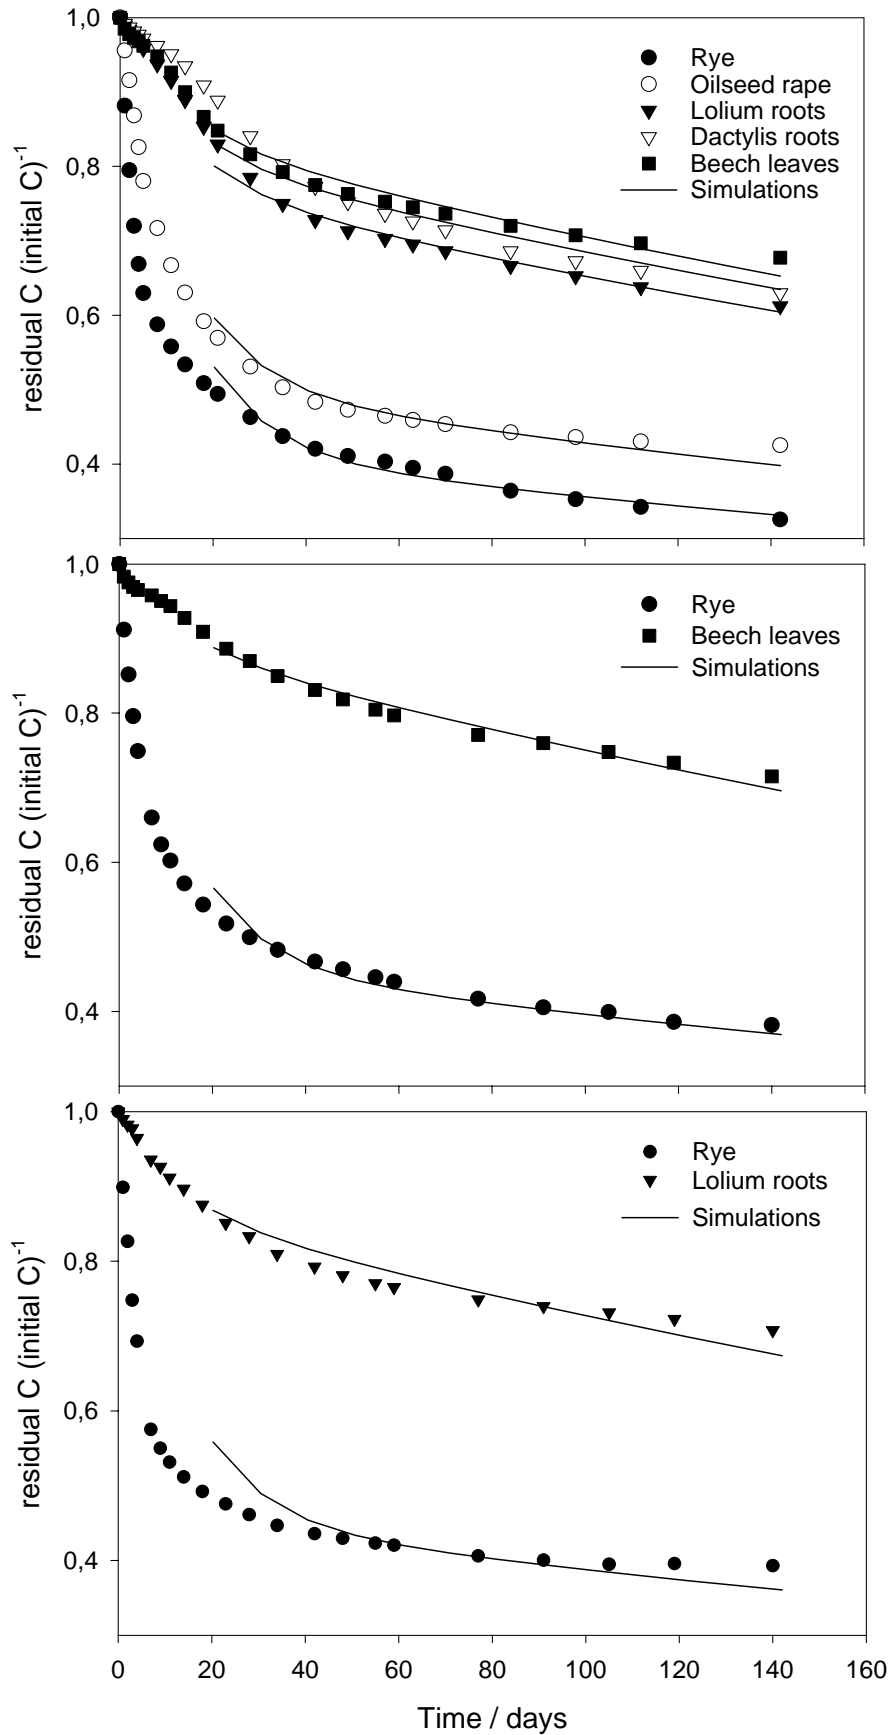 1,0
0,8
0,6
0,4
residual C (initial C)-1
Rye
Oilseed rape
Lolium roots
Dactylis roots
Beech leaves
Simulations
1,0
0,8
0,6
0,4
residual C (initial C)-1
Rye
Beech leaves
Simulations
1,0
0,8
0,6
0,4
residual C (initial C)-1
Rye
Lolium roots
Simulations
0 20 40 60 80 100 120 140 160
Time / days